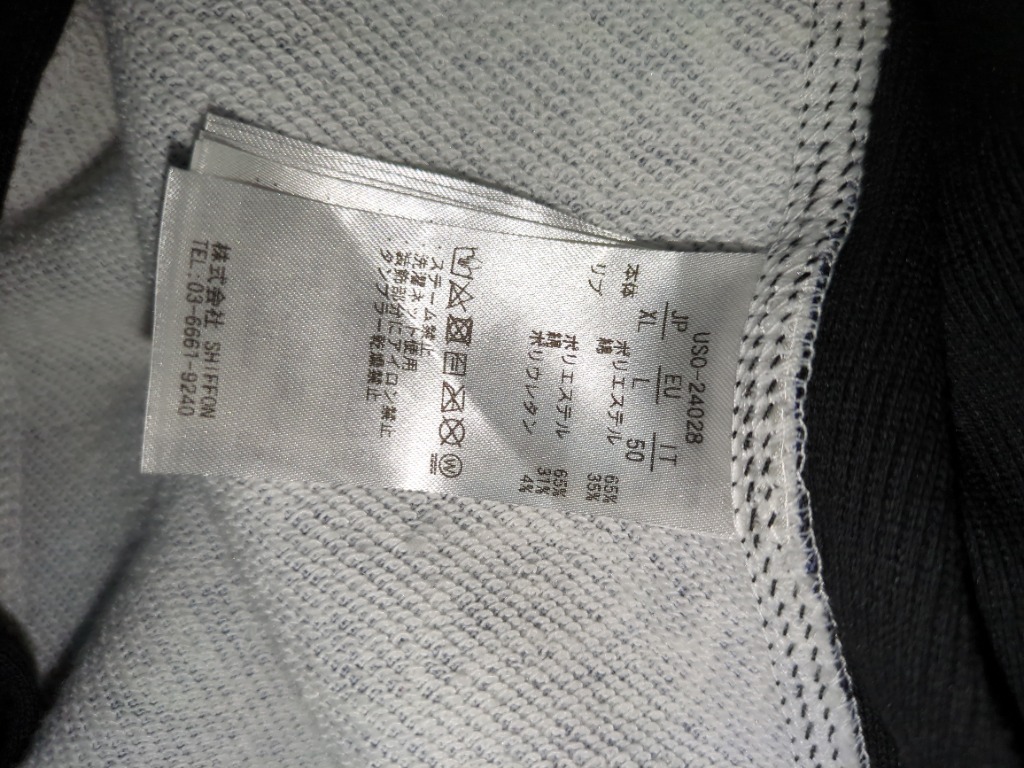 USO-24028
JP EU IT
XL L 50
本体 ポリエステル 65%
綿 35%
リブ ポリエステル 65%
綿 31%
ポリウレタン 4%
スチーム禁止
:洗濯ネット使用
:装飾部分にアイロン禁止
タンブラー乾燥禁止
株式会社 SHIFFON
TEL:03-6661-9240